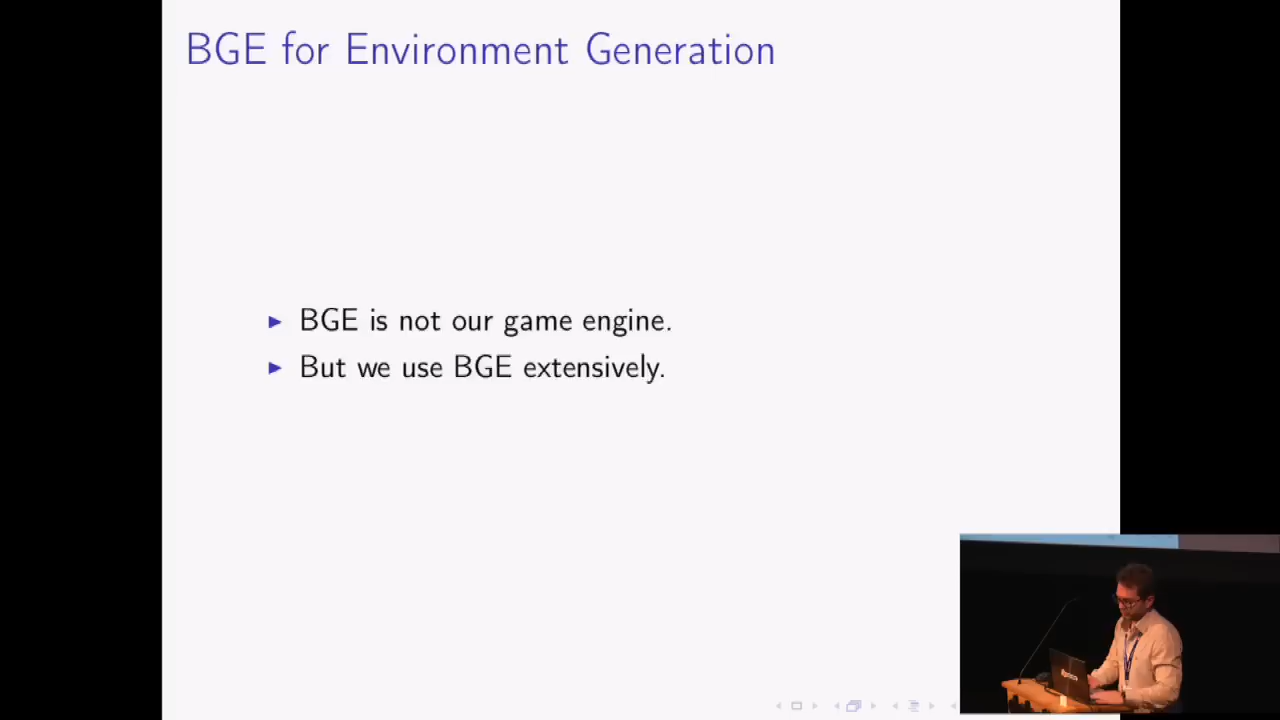 BGE for Environment Generation
BGE is not our game engine.
But we use BGE extensively.